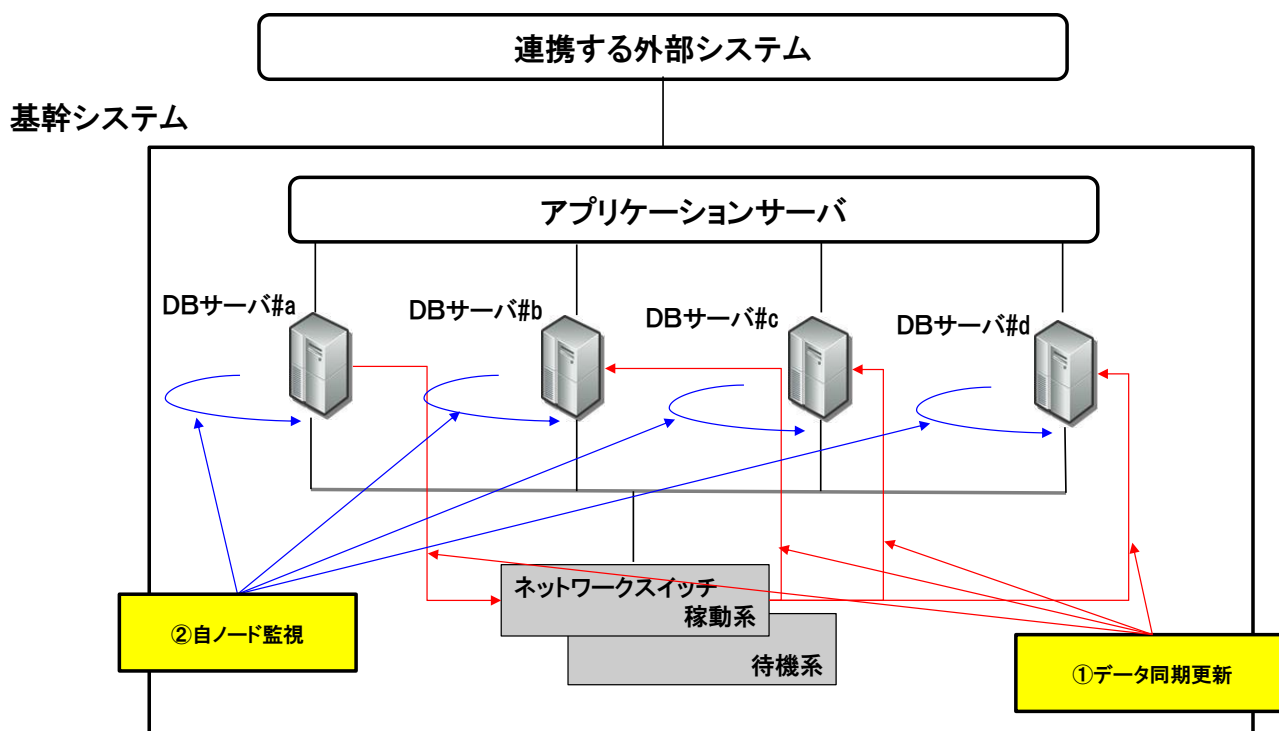 連携する外部システム
基幹システム
アプリケーションサーバ
DBサーバ#a
DBサーバ#b
DBサーバ#c
DBサーバ#d
ネットワークスイッチ
稼動系
待機系
②自ノード監視
①データ同期更新